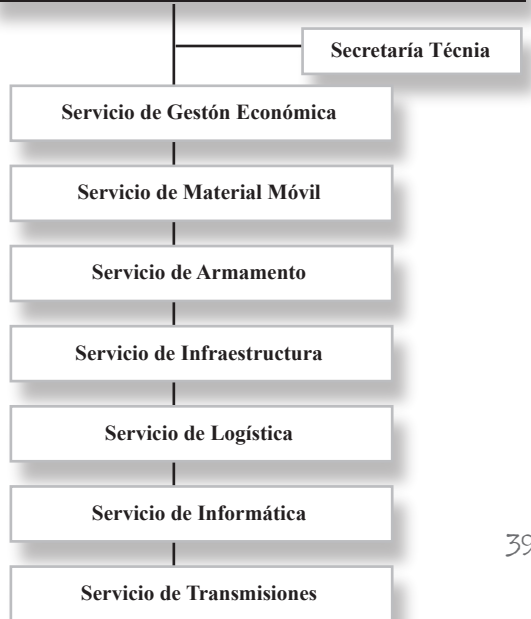 Secretaría Técnia
Servicio de Gestón Económica
Servicio de Material Móvil
Servicio de Armamento
Servicio de Infraestructura
Servicio de Logística
Servicio de Informática
39
Servicio de Transmisiones